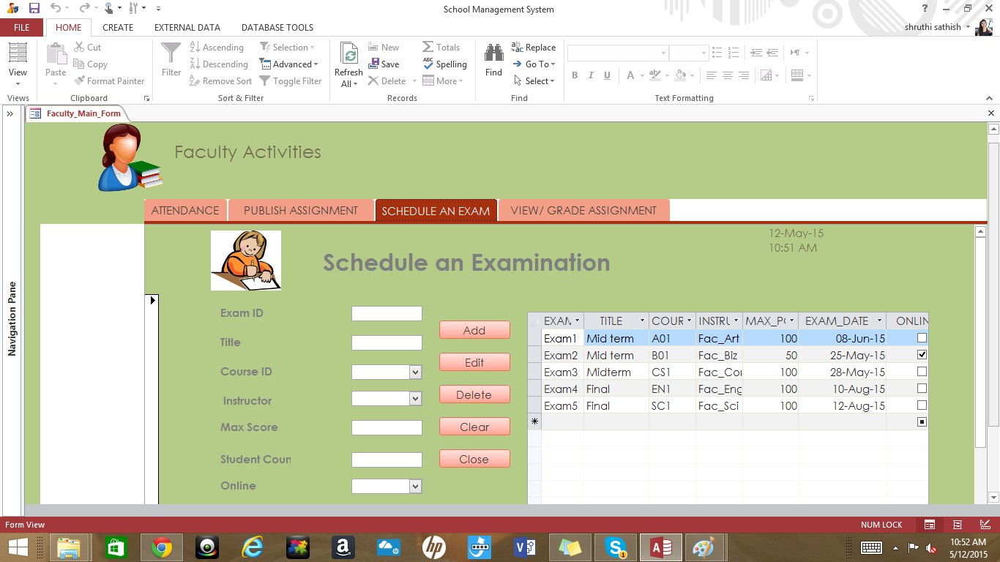 School Management System
?
FILE HOME CREATE EXTERNAL DATA DATABASE TOOLS
shruthi sathish
View
Views
Paste
Cut
Copy
Format Painter
Clipboard
Filter
Ascending
Descending
Remove Sort
Selection
Advanced
Toggle Filter
Sort & Filter
Refresh
All
New
Save
Delete
Totals
Spelling
More
Records
Find
Replace
Go To
Select
Find
B I U A
Text Formatting
Navigation Pane
Faculty_Main_Form
Faculty Activities
ATTENDANCE PUBLISH ASSIGNMENT SCHEDULE AN EXAM VIEW/ GRADE ASSIGNMENT
12-May-15
10:51 AM
Schedule an Examination
Exam ID
Title
Course ID
Instructor
Max Score
Student Coun
Online
Add
Edit
Delete
Clear
Close
EXAM TITLE COUR INSTRU MAX_PO EXAM_DATE ONLIN
Exam1 Mid term A01 Fac_Art 100 08-Jun-15
Exam2 Mid term B01 Fac_Biz 50 25-May-15
Exam3 Midterm CS1 Fac_Cor 100 28-May-15
Exam4 Final EN1 Fac_Eng 100 10-Aug-15
Exam5 Final SC1 Fac_Sci 100 12-Aug-15
Form View
NUM LOCK
10:52 AM
5/12/2015